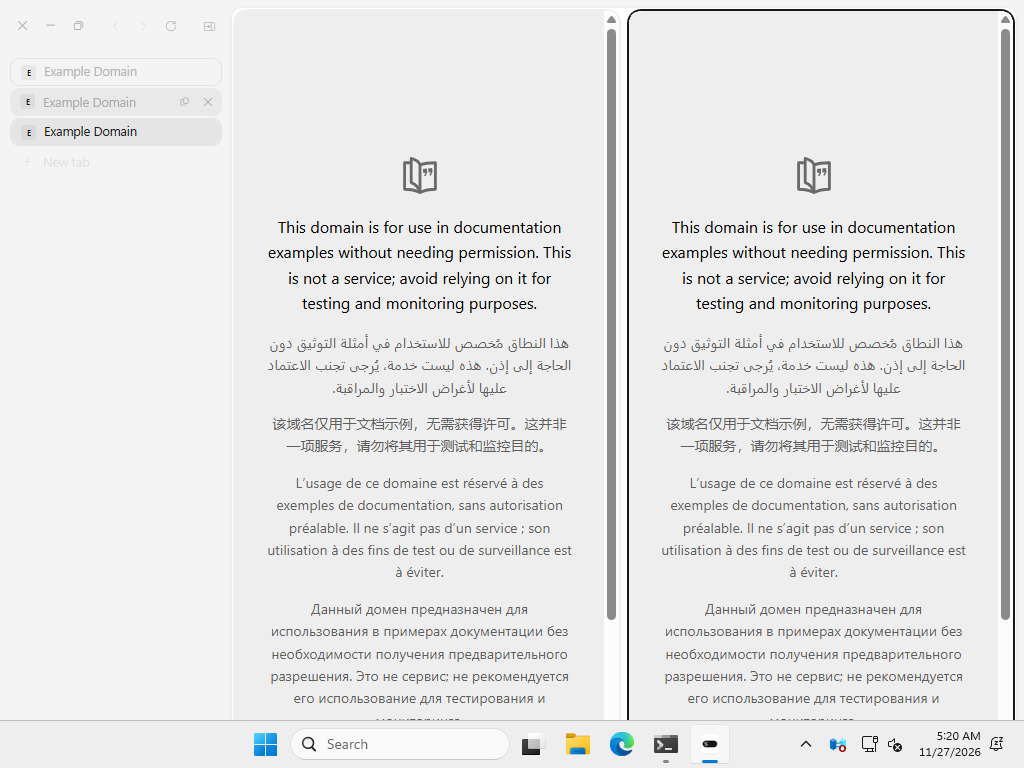 Example Domain
Example Domain
Example Domain
New tab
This domain is for use in documentation
examples without needing permission. This
is not a service; avoid relying on it for
testing and monitoring purposes.
هذا النطاق مُخصص للاستخدام في أمثلة التوثيق دون
الحاجة إلى إذن. هذه ليست خدمة، يُرجى تجنب الاعتماد
عليها لأغراض الاختبار والمراقبة.
该域名仅用于文档示例，无需获得许可。这并非
一项服务，请勿将其用于测试和监控目的。
L’usage de ce domaine est réservé à des
exemples de documentation, sans autorisation
préalable. Il ne s’agit pas d’un service ; son
utilisation à des fins de test ou de surveillance est
à éviter.
Данный домен предназначен для
использования в примерах документации без
необходимости получения предварительного
разрешения. Это не сервис; не рекомендуется
его использование для тестирования и
This domain is for use in documentation
examples without needing permission. This
is not a service; avoid relying on it for
testing and monitoring purposes.
هذا النطاق مُخصص للاستخدام في أمثلة التوثيق دون
الحاجة إلى إذن. هذه ليست خدمة، يُرجى تجنب الاعتماد
عليها لأغراض الاختبار والمراقبة.
该域名仅用于文档示例，无需获得许可。这并非
一项服务，请勿将其用于测试和监控目的。
L’usage de ce domaine est réservé à des
exemples de documentation, sans autorisation
préalable. Il ne s’agit pas d’un service ; son
utilisation à des fins de test ou de surveillance est
à éviter.
Данный домен предназначен для
использования в примерах документации без
необходимости получения предварительного
разрешения. Это не сервис; не рекомендуется
его использование для тестирования и
Search
5:20 AM
11/27/2026